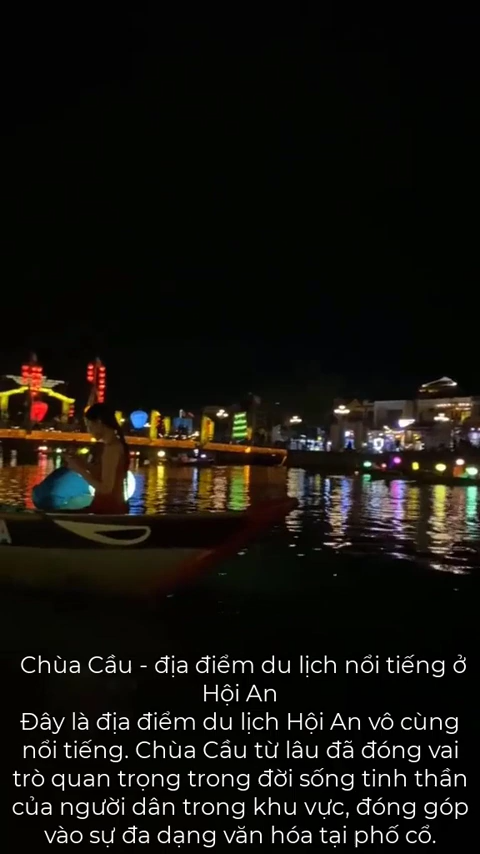 Chùa Cầu - địa điểm du lịch nổi tiếng ở
Hội An
Đây là địa điểm du lịch Hội An vô cùng
nổi tiếng. Chùa Cầu từ lâu đã đóng vai
trò quan trọng trong đời sống tinh thần
của người dân trong khu vực, đóng góp
vào sự đa dạng văn hóa tại phố cổ.